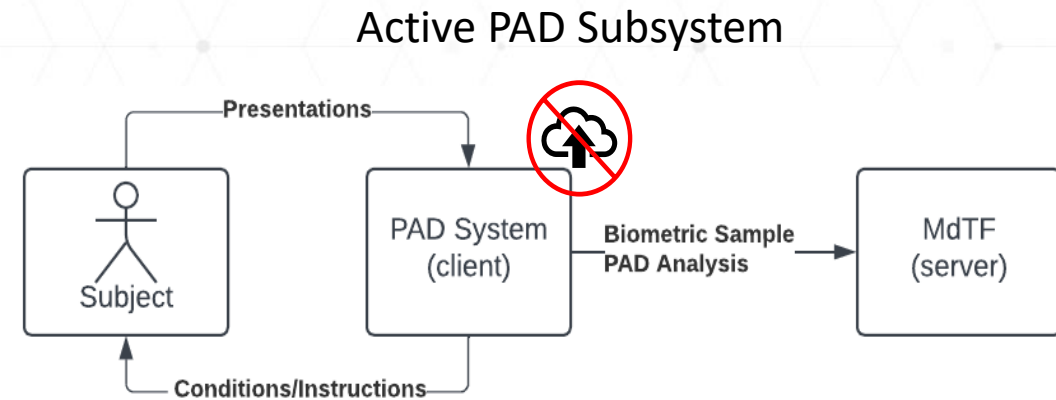 Active PAD Subsystem
Presentations
Subject
PAD System
(client)
Biometric Sample
PAD Analysis
MdTF
(server)
Conditions/Instructions